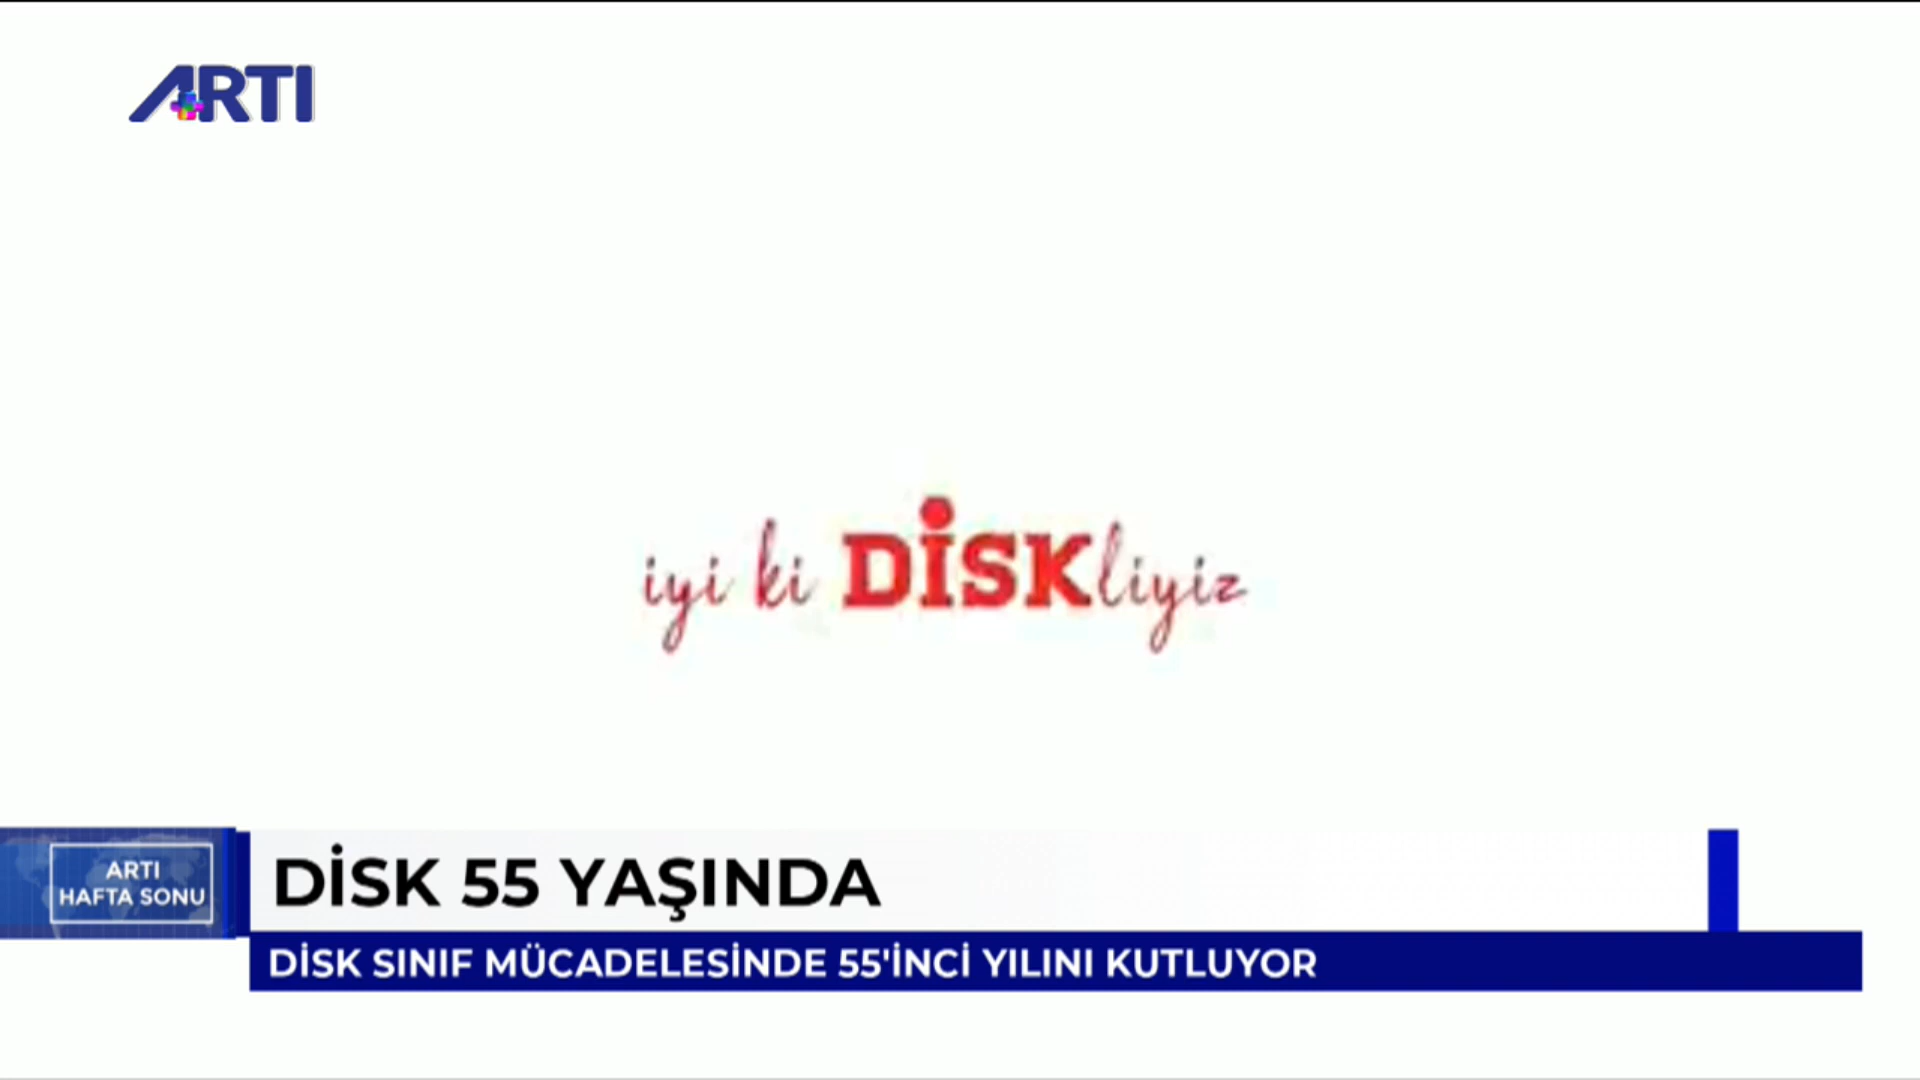 ARTI
iyi ki DİSKliyiz
ARTI
HAFTA SONU
DİSK 55 YAŞINDA
DİSK SINIF MÜCADELESİNDE 55'İNCİ YILINI KUTLUYOR